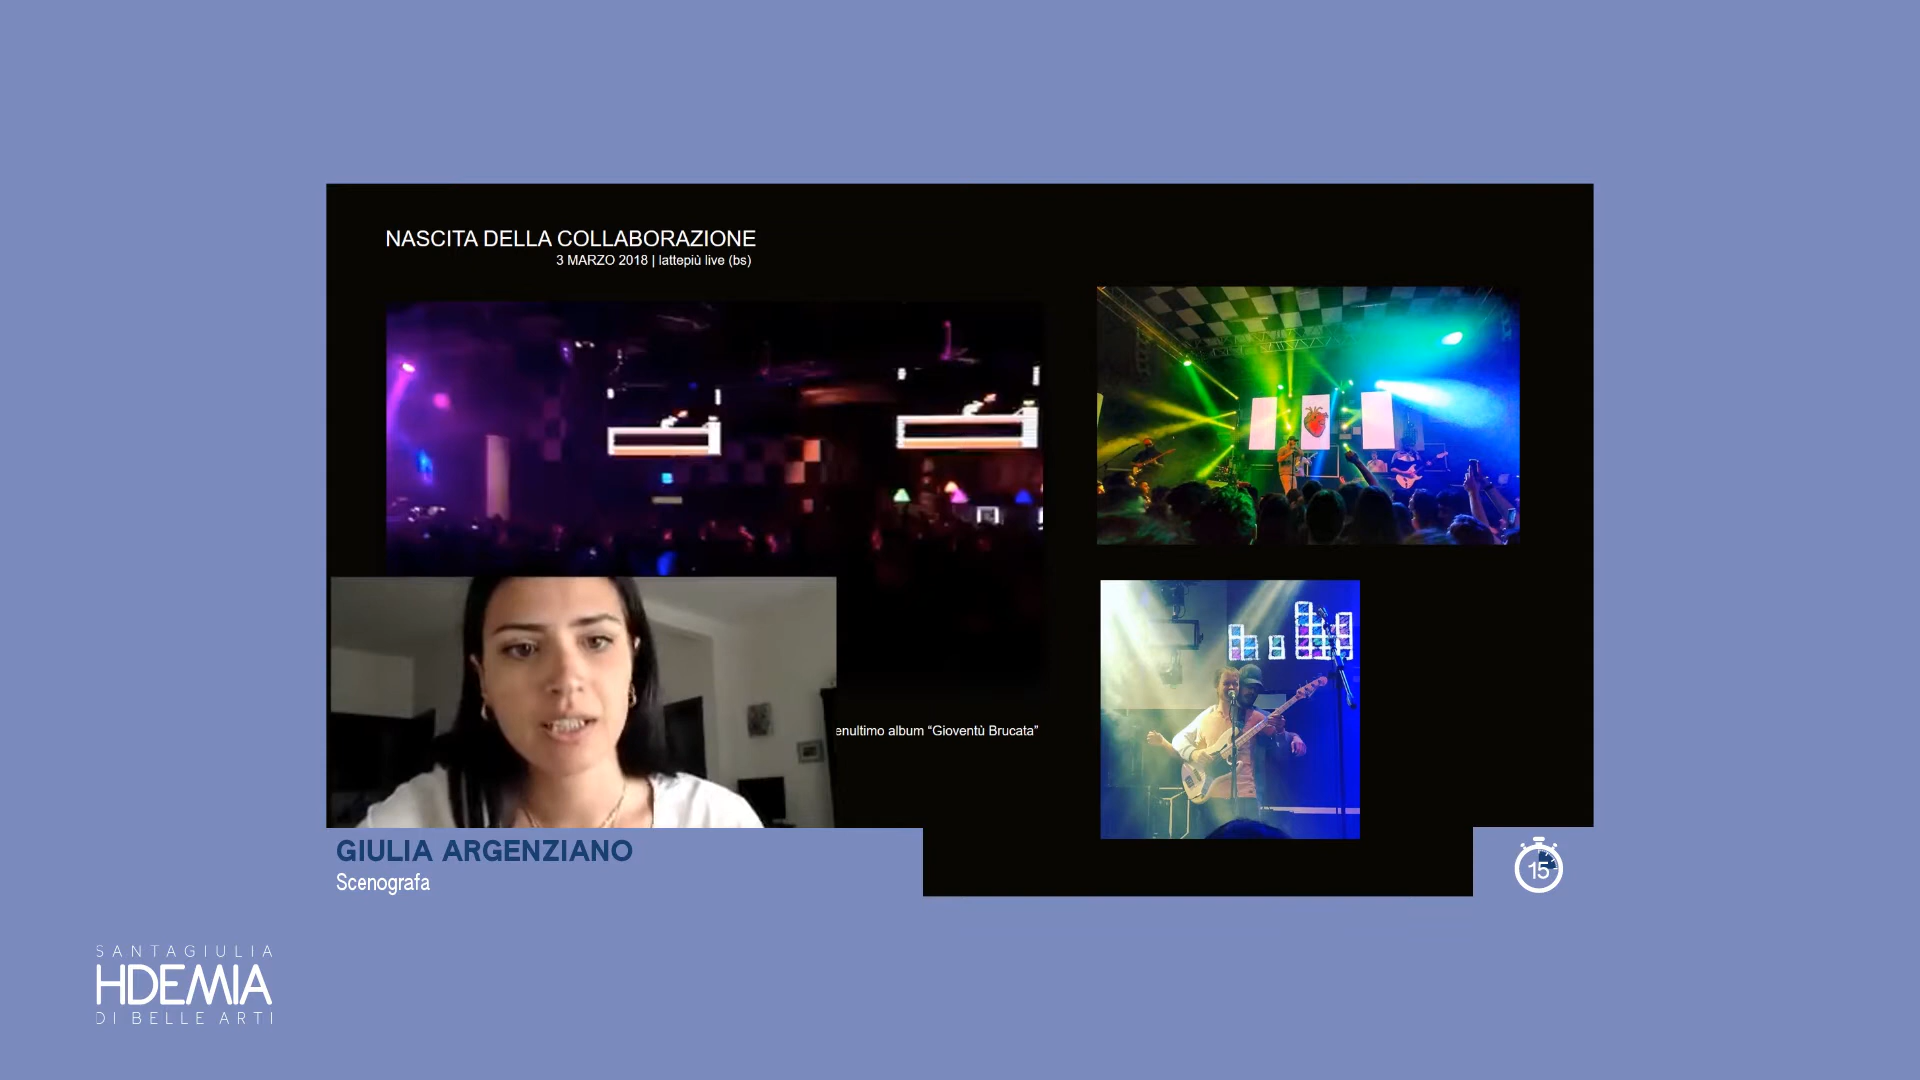 NASCITA DELLA COLLABORAZIONE
3 MARZO 2018 | lattepiù live (bs)
enultimo album “Gioventù Brucata”
GIULIA ARGENZIANO
Scenografa
15
SANTAGIULIA
HDEMIA
DI BELLE ARTI